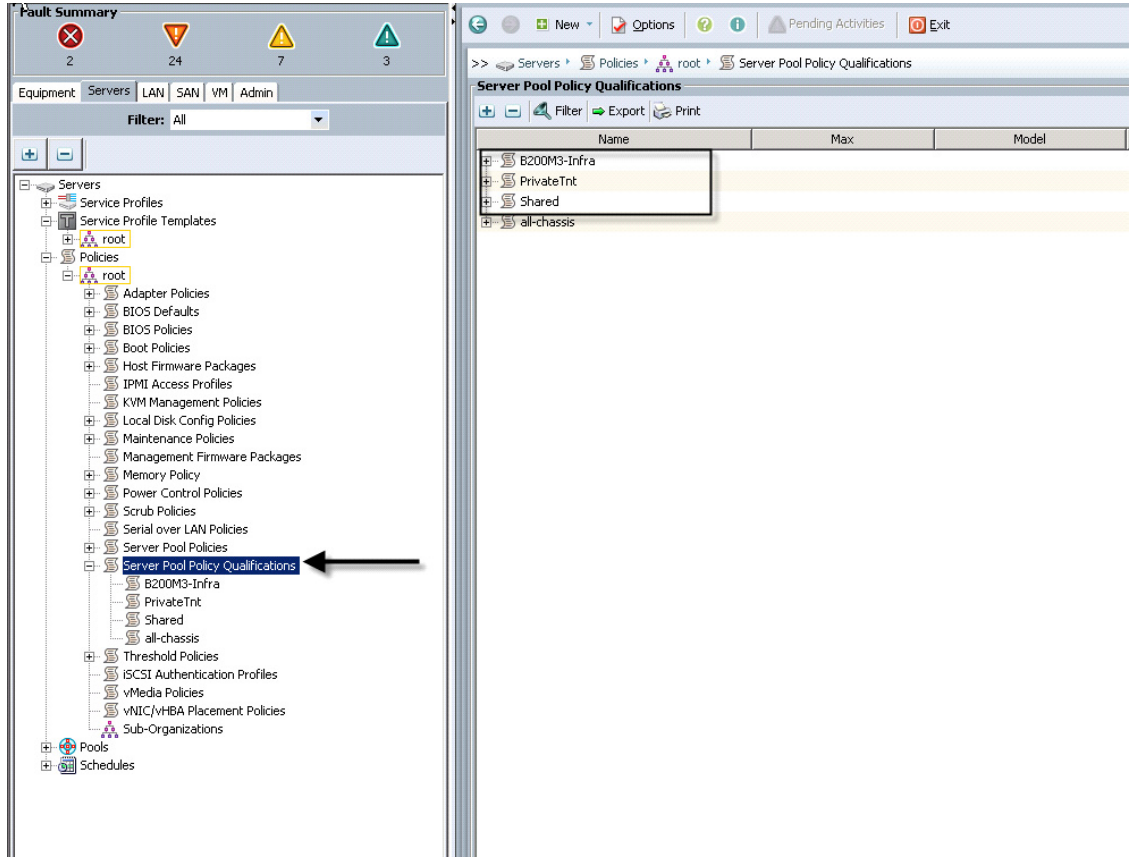 Fault Summary
2 24 7 3
Equipment Servers LAN SAN VM Admin
Filter: All
Servers
Service Profiles
Service Profile Templates
root
Policies
root
Adapter Policies
BIOS Defaults
BIOS Policies
Boot Policies
Host Firmware Packages
IPMI Access Profiles
KVM Management Policies
Local Disk Config Policies
Maintenance Policies
Management Firmware Packages
Memory Policy
Power Control Policies
Scrub Policies
Serial over LAN Policies
Server Pool Policies
Server Pool Policy Qualifications
B200M3-Infra
PrivateTnt
Shared
all-chassis
Threshold Policies
iSCSI Authentication Profiles
vMedia Policies
vNIC/vHBA Placement Policies
Sub-Organizations
Pools
Schedules
New Options Pending Activities Exit
>> Servers Policies root Server Pool Policy Qualifications
Server Pool Policy Qualifications
Filter Export Print
Name Max Model
B200M3-Infra
PrivateTnt
Shared
all-chassis